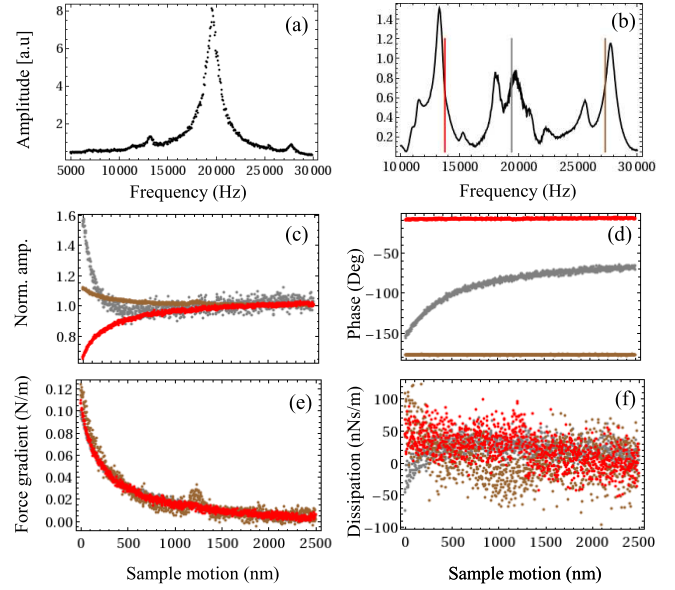 (a)
Amplitude [a.u]
8
6
4
2
5000 10000 15000 20000 25000 30000
Frequency (Hz)
(b)
1.4
1.2
1.0
0.8
0.6
0.4
0.2
10000 15000 20000 25000 30000
Frequency (Hz)
(c)
Norm. amp.
1.6
1.4
1.2
1.0
0.8
(d)
Phase (Deg)
−50
−100
−150
(e)
Force gradient (N/m)
0.12
0.10
0.08
0.06
0.04
0.02
0.00
0 500 1000 1500 2000 2500
Sample motion (nm)
(f)
Dissipation (nNs/m)
100
50
0
−50
−100
0 500 1000 1500 2000 2500
Sample motion (nm)